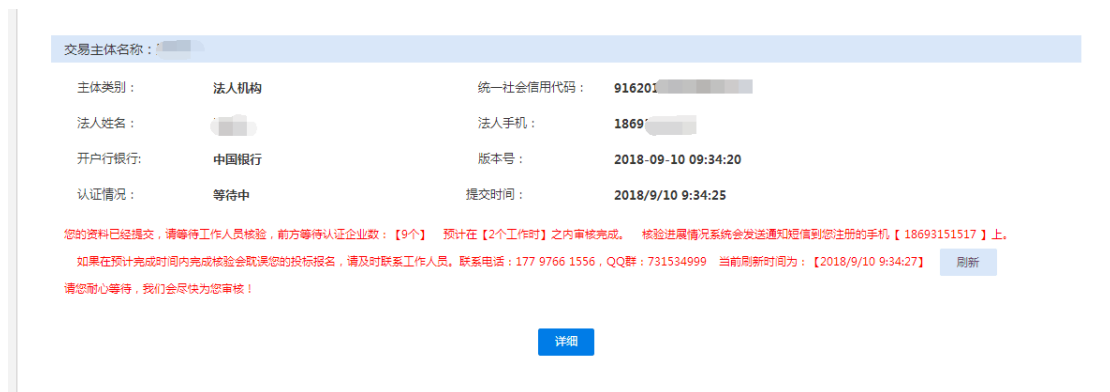 交易主体名称：
主体类别： 法人机构 统一社会信用代码： 916201
法人姓名： 法人手机： 1869
开户行银行: 中国银行 版本号： 2018-09-10 09:34:20
认证情况： 等待中 提交时间： 2018/9/10 9:34:25
您的资料已经提交，请等待工作人员核验，前方等待认证企业数：【9个】 预计在【2个工作时】之内审核完成。 核验进展情况系统会发送通知短信到您注册的手机【 18693151517 】上。
如果在预计完成时间内完成核验会耽误您的投标报名，请及时联系工作人员。联系电话：177 9766 1556，QQ群：731534999 当前刷新时间为：【2018/9/10 9:34:27】 刷新
请您耐心等待，我们会尽快为您审核！
详细